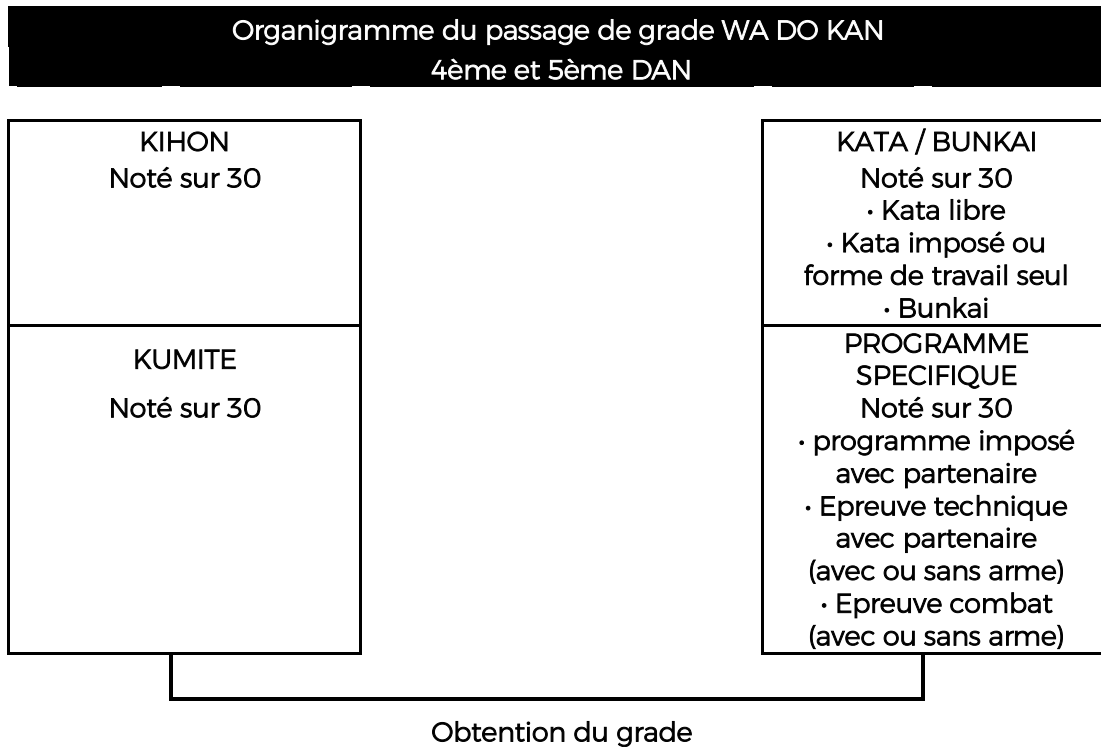 Organigramme du passage de grade WA DO KAN
4ème et 5ème DAN
KIHON
Noté sur 30
KUMITE
Noté sur 30
KATA / BUNKAI
Noté sur 30
• Kata libre
• Kata imposé ou
forme de travail seul
• Bunkai
PROGRAMME
SPECIFIQUE
Noté sur 30
• programme imposé
avec partenaire
• Epreuve technique
avec partenaire
(avec ou sans arme)
• Epreuve combat
(avec ou sans arme)
Obtention du grade